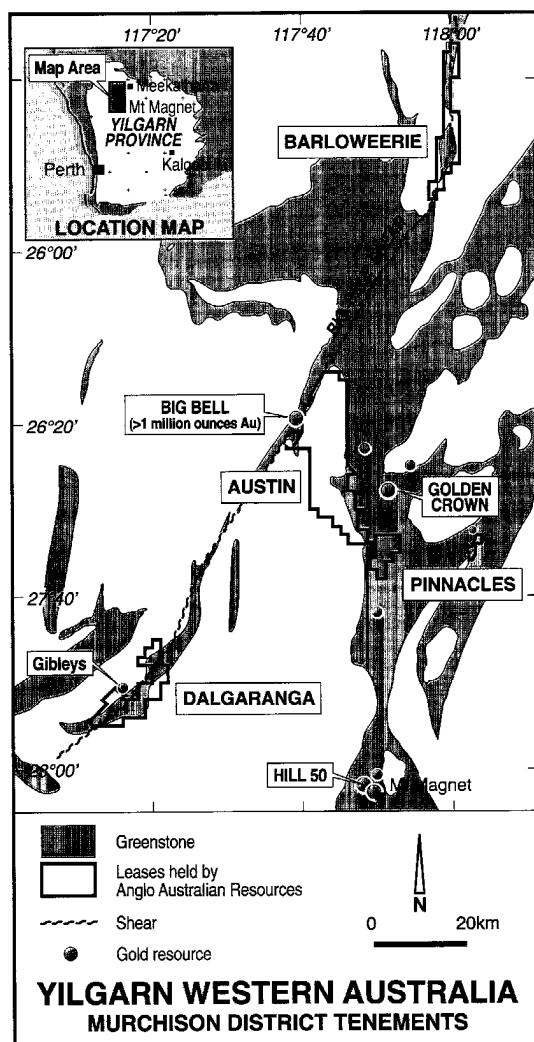 117°20'
117°40'
118°00'
Map Area
Mt Magnet
YILGARN
PROVINCE
Perth
LOCATION MAP
BARLOWEERIE
26°00'
BIG BELL
(>1 million ounces Au)
26°20'
AUSTIN
GOLDEN
CROWN
PINNACLES
27°40'
Gibleys
DALGARANGA
HILL 50
Mt Magnet
28°00'
Greenstone
Leases held by
Anglo Australian Resources
Shear
Gold resource
N
0 20km
YILGARN WESTERN AUSTRALIA
MURCHISON DISTRICT TENEMENTS